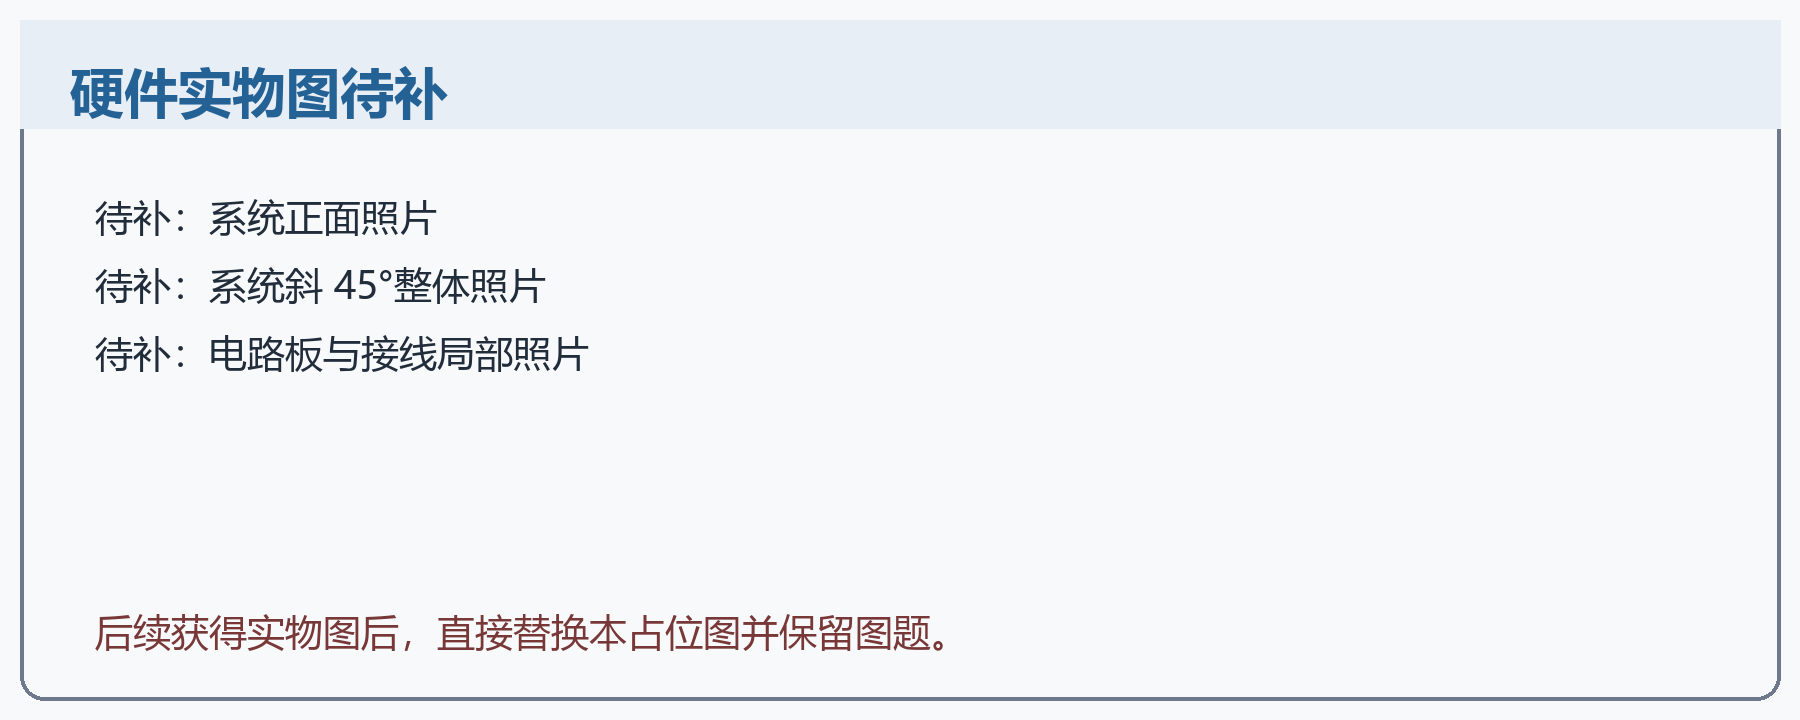 硬件实物图待补
待补：系统正面照片
待补：系统斜 45°整体照片
待补：电路板与接线局部照片
后续获得实物图后，直接替换本占位图并保留图题。